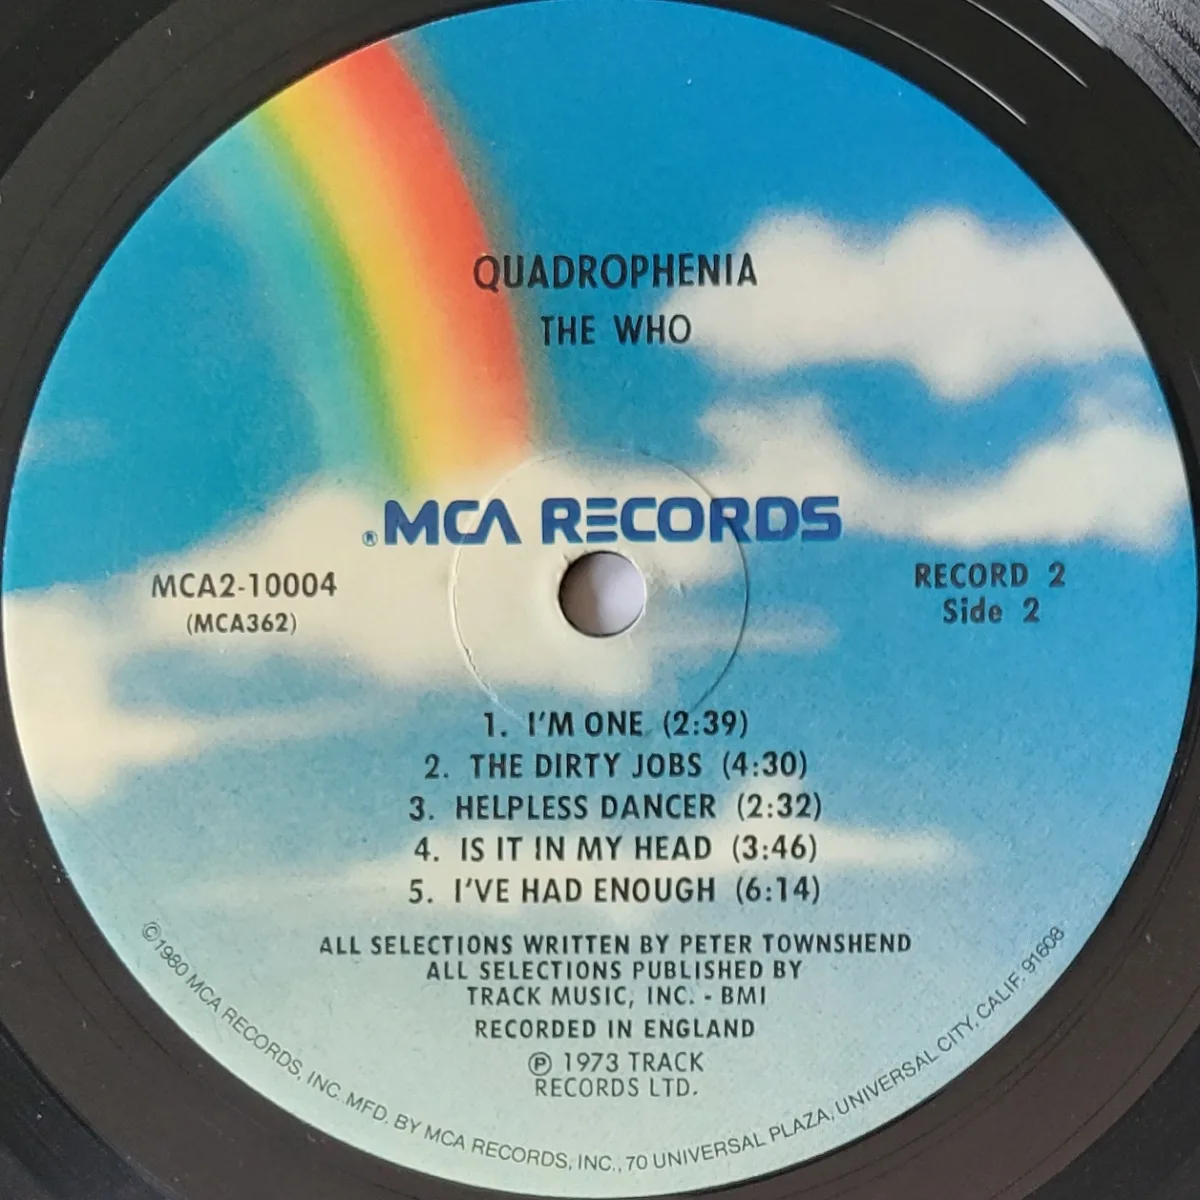 QUADROPHENIA
THE WHO
® MCA RECORDS
MCA2-10004
(MCA362)
RECORD 2
Side 2
1. I'M ONE (2:39)
2. THE DIRTY JOBS (4:30)
3. HELPLESS DANCER (2:32)
4. IS IT IN MY HEAD (3:46)
5. I'VE HAD ENOUGH (6:14)
ALL SELECTIONS WRITTEN BY PETER TOWNSHEND
ALL SELECTIONS PUBLISHED BY
TRACK MUSIC, INC. - BMI
RECORDED IN ENGLAND
℗ 1973 TRACK
RECORDS LTD.
©1980 MCA RECORDS, INC. MFD. BY MCA RECORDS, INC., 70 UNIVERSAL PLAZA, UNIVERSAL CITY, CALIF. 91608